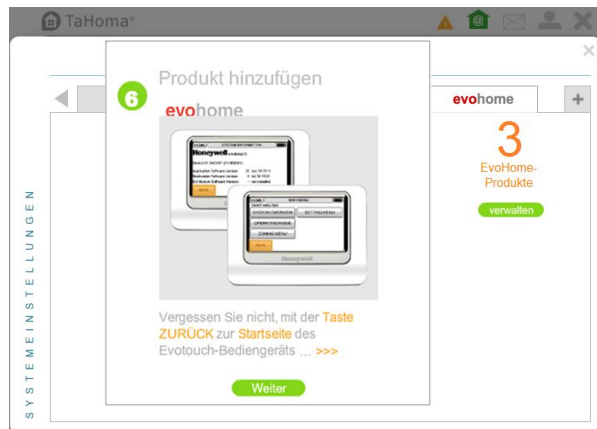 TaHoma®
6
Produkt hinzufügen
evohome
Honeywell
Honeywell
Vergessen Sie nicht, mit der Taste
ZURÜCK zur Startseite des
Evotouch-Bediengeräts ... >>>
Weiter
evohome
+
3
EvoHome-
Produkte
verwalten
SYSTEMEINSTELLUNGEN